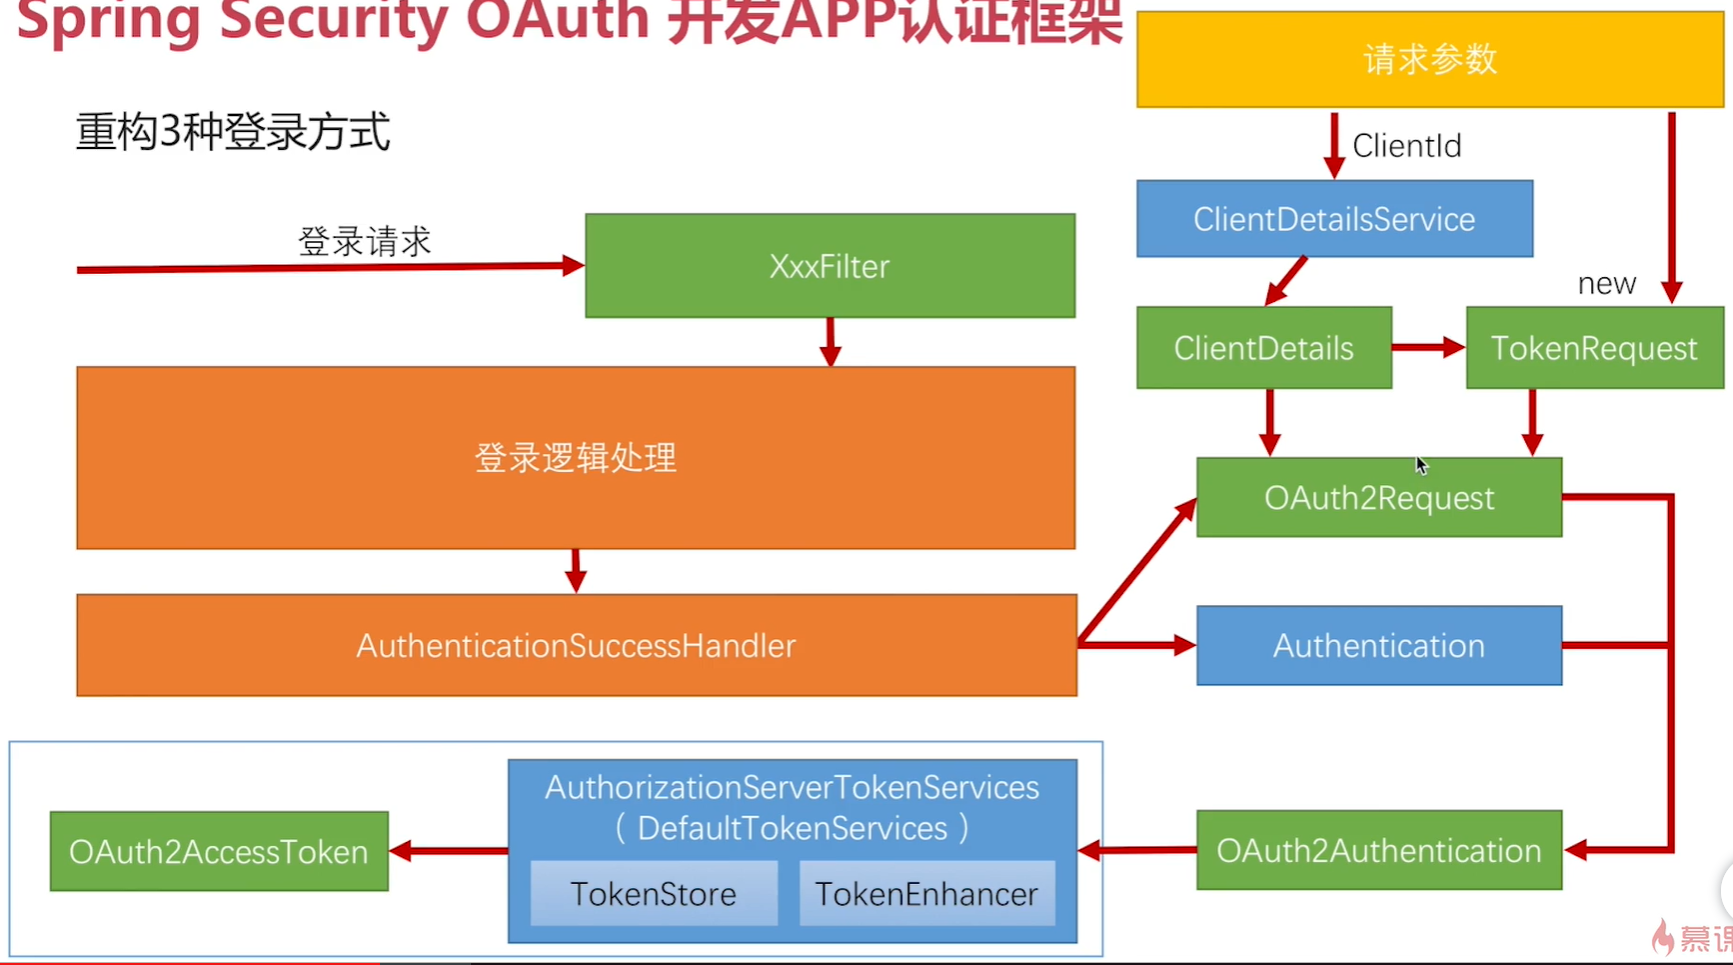 Spring Security OAuth 开发APP认证框架
重构3种登录方式
登录请求
XxxFilter
登录逻辑处理
AuthenticationSuccessHandler
请求参数
ClientId
ClientDetailsService
new
ClientDetails
TokenRequest
OAuth2Request
Authentication
OAuth2Authentication
AuthorizationServerTokenServices
（DefaultTokenServices）
TokenStore
TokenEnhancer
OAuth2AccessToken
慕课